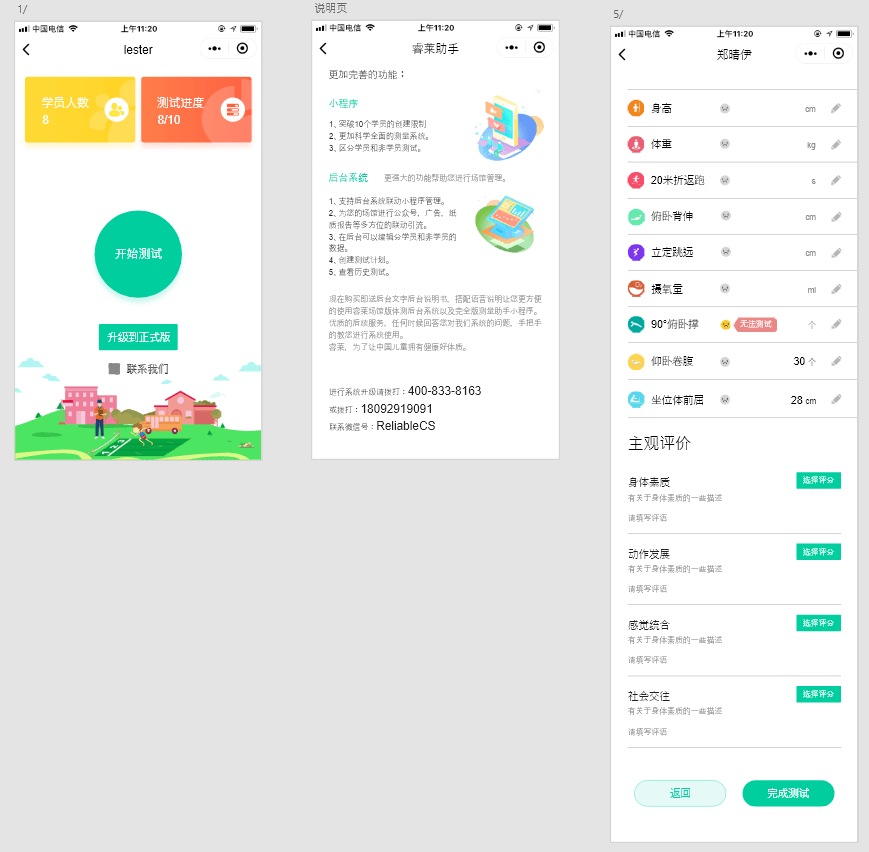 1/
中国电信
上午11:20
lester
学员人数
8
测试进度
8/10
开始测试
升级到正式版
联系我们
说明页
中国电信
上午11:20
睿莱助手
更加完善的功能：
小程序
1、突破10个学员的创建限制
2、更加科学全面的测量系统。
3、区分学员和非学员测试。
后台系统
更强大的功能帮助您进行场馆管理。
1、支持后台系统联动小程序管理。
2、为您的场馆进行公众号、广告、纸
质报告等多方位的联动引流。
3、在后台可以编辑分学员和非学员的
数据。
4、创建测试计划。
5、查看历史测试。
现在购买即送后台文字后台说明书，搭配语音说明让您更方便
的使用睿莱场馆版体测后台系统以及完全版测量助手小程序。
优质的后续服务，任何时候回答您对我们系统的问题，手把手
的教您进行系统使用。
睿莱，为了让中国儿童拥有健康好体质。
进行系统升级请拨打：400-833-8163
或拨打：18092919091
联系微信号：ReliableCS
5/
中国电信
上午11:20
郑晴伊
身高 cm
体重 kg
20米折返跑 s
俯卧背伸 cm
立定跳远 cm
摄氧量 ml
90°俯卧撑 无法测试 个
仰卧卷腹 30 个
坐位体前屈 28 cm
主观评价
身体素质 选择评分
有关于身体素质的一些描述
请填写评语
动作发展 选择评分
有关于身体素质的一些描述
请填写评语
感觉统合 选择评分
有关于身体素质的一些描述
请填写评语
社会交往 选择评分
有关于身体素质的一些描述
请填写评语
返回
完成测试